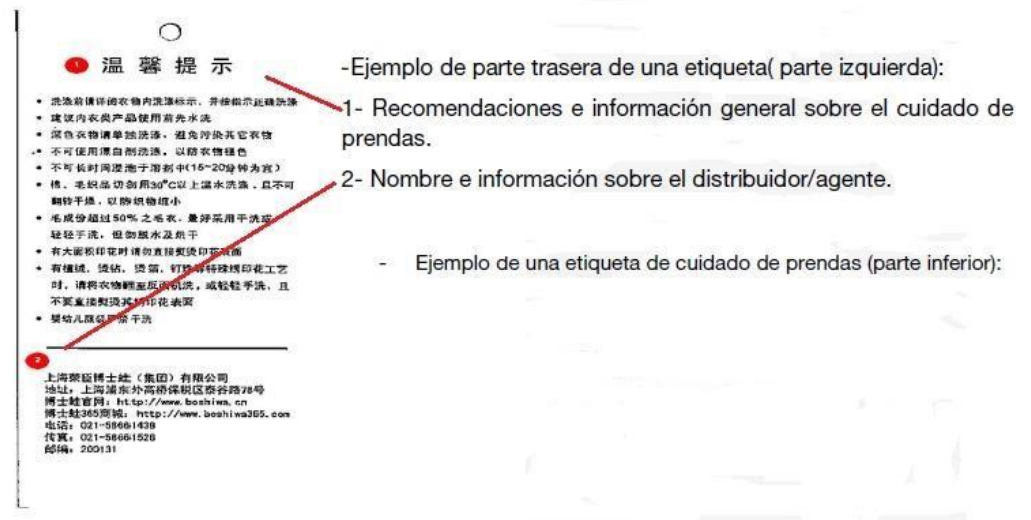 1 温馨提示
• 洗涤前请详阅衣物内洗涤标示，并按指示正确洗涤
• 建议内衣类产品使用前先水洗
• 深色衣物请单独洗涤，避免污染其它衣物
• 不可使用漂白剂洗涤，以防衣物褪色
• 不可长时间浸泡于溶剂中(15~20分钟为宜)
• 棉、毛织品切勿用30°C以上温水洗涤，且不可
翻转干燥，以防织物缩小
• 毛成份超过50%之毛衣，最好采用干洗或
轻轻手洗，但勿脱水及烘干
• 有大面积印花时请勿直接熨烫印花表面
• 有植绒、烫钻、烫箔、钉珠等特殊绣印花工艺
时，请将衣物翻至反面机洗，或轻轻手洗，且
不要直接熨烫其绣印花表面
• 婴幼儿服装严禁干洗
2
上海荣臣博士蛙（集团）有限公司
地址：上海浦东外高桥保税区泰谷路78号
博士蛙官网：http://www.boshiwa.cn
博士蛙365商城：http://www.boshiwa365.com
电话：021-58661438
传真：021-58661528
邮编：200131
-Ejemplo de parte trasera de una etiqueta( parte izquierda):
1- Recomendaciones e información general sobre el cuidado de
prendas.
2- Nombre e información sobre el distribuidor/agente.
- Ejemplo de una etiqueta de cuidado de prendas (parte inferior):